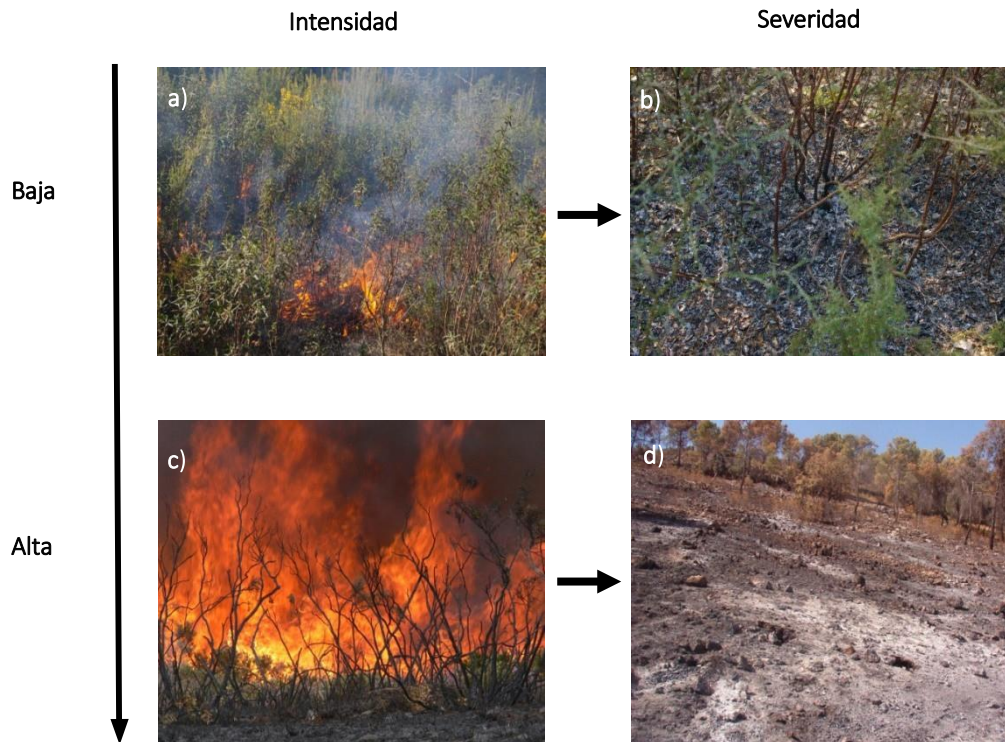 Intensidad
Severidad
Baja
a)
b)
Alta
c)
d)